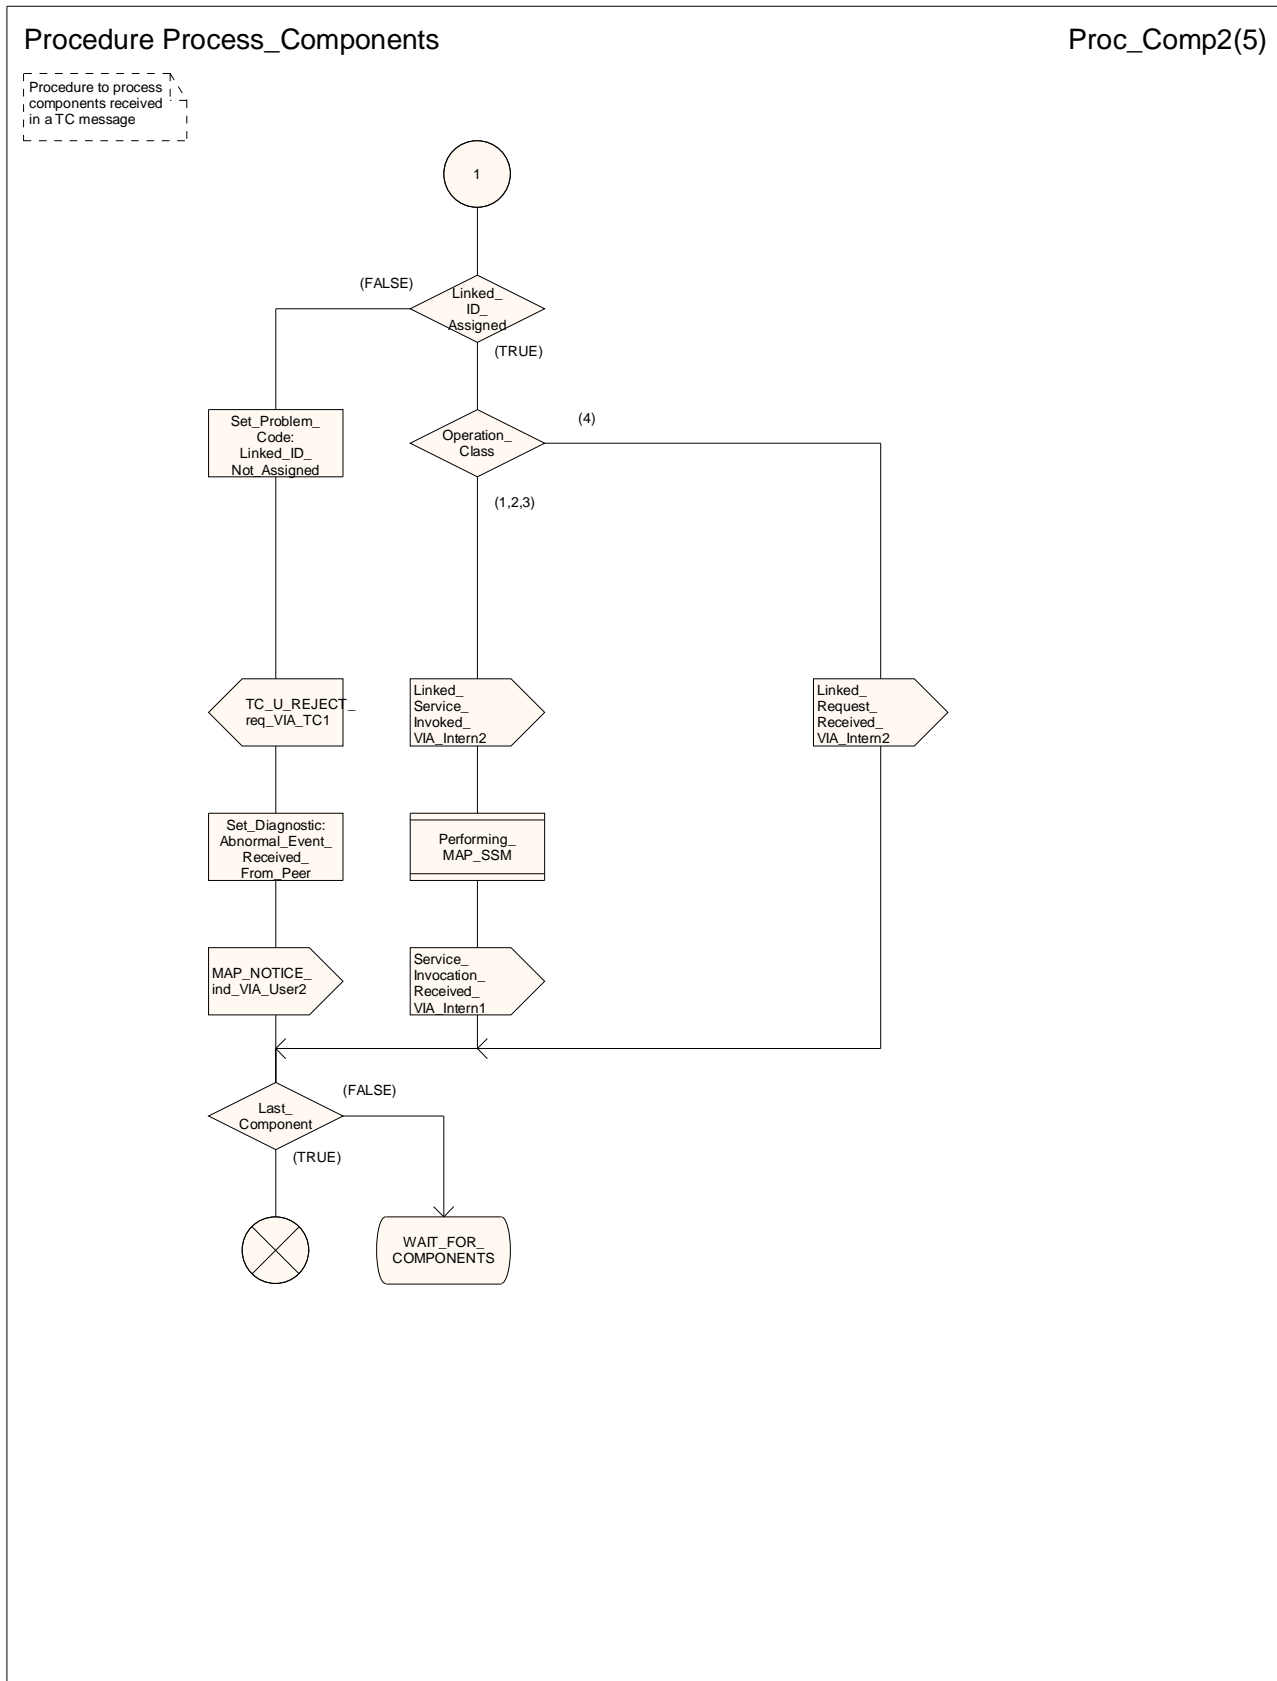 Procedure Process_Components
Proc_Comp2(5)
Procedure to process
components received
in a TC message
1
(FALSE)
Linked_
ID_
Assigned
(TRUE)
Set_Problem_
Code:
Linked_ID_
Not_Assigned
Operation_
Class
(4)
(1,2,3)
TC_U_REJECT_
req_VIA_TC1
Linked_
Service_
Invoked_
VIA_Intern2
Linked_
Request_
Received_
VIA_Intern2
Set_Diagnostic:
Abnormal_Event_
Received_
From_Peer
Performing_
MAP_SSM
MAP_NOTICE_
ind_VIA_User2
Service_
Invocation_
Received_
VIA_Intern1
(FALSE)
Last_
Component
(TRUE)
WAIT_FOR_
COMPONENTS